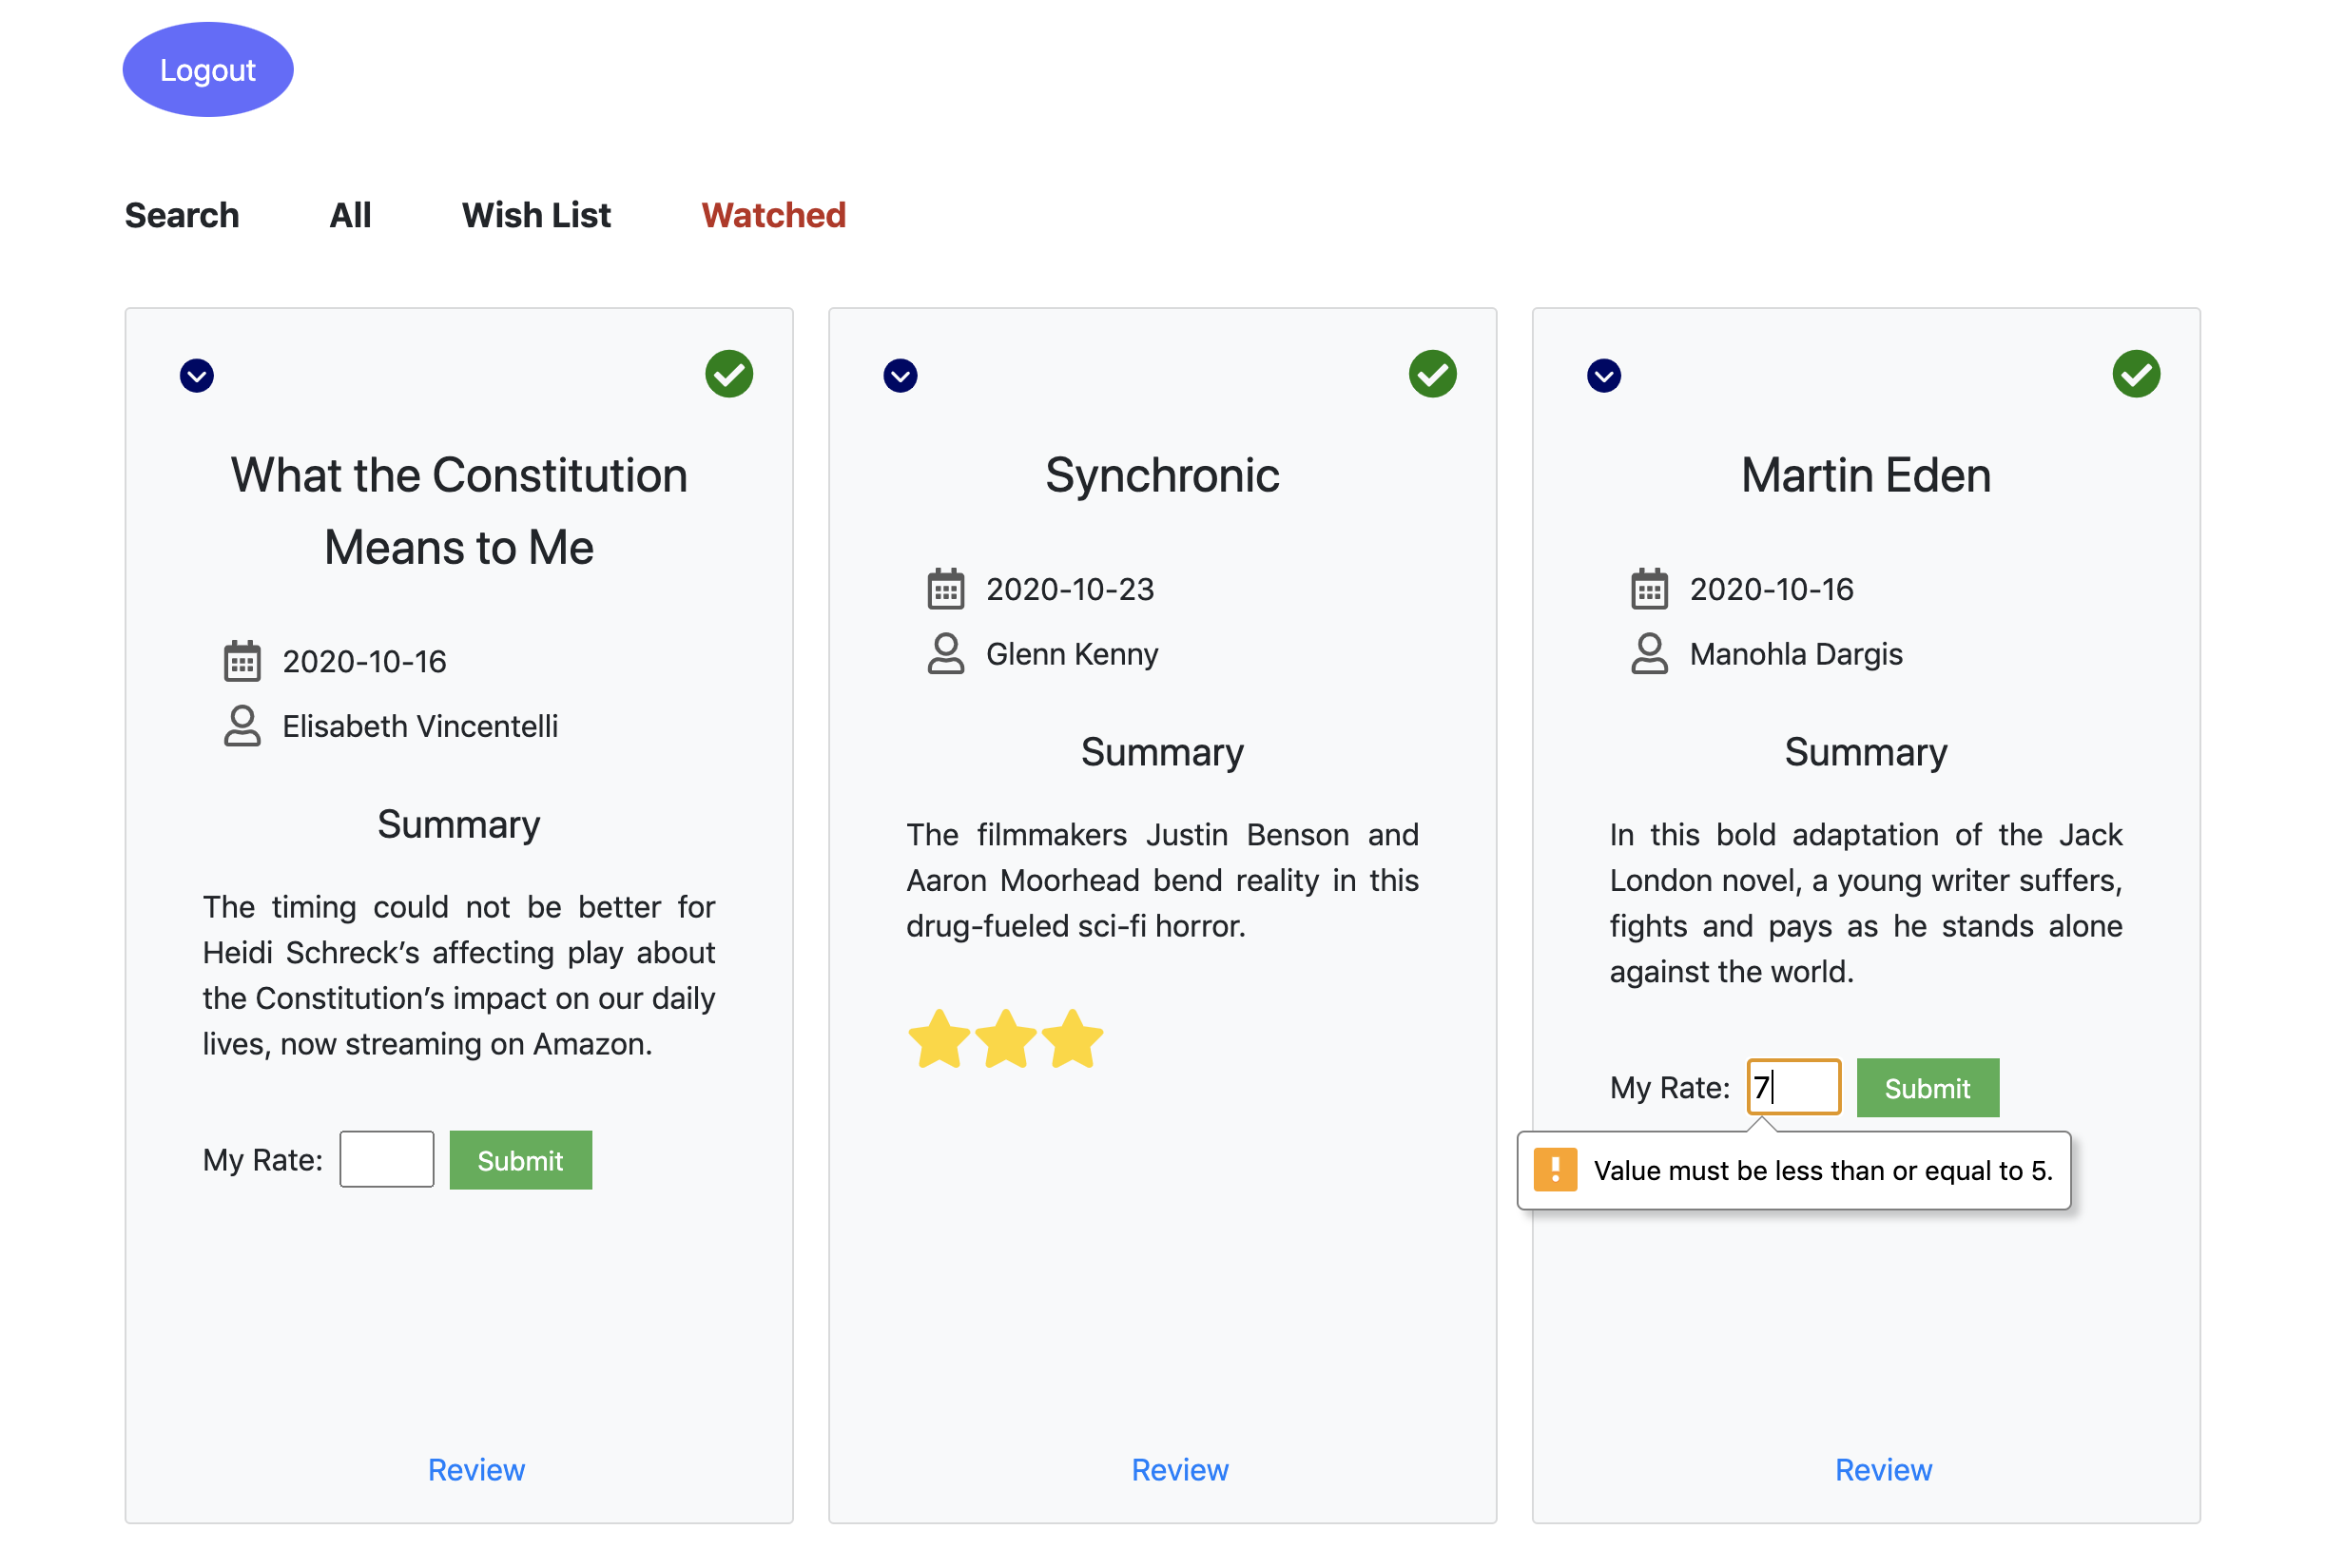 Logout
Search
All
Wish List
Watched
What the Constitution
Means to Me
2020-10-16
Elisabeth Vincentelli
Summary
The timing could not be better for
Heidi Schreck’s affecting play about
the Constitution’s impact on our daily
lives, now streaming on Amazon.
My Rate:
Submit
Review
Synchronic
2020-10-23
Glenn Kenny
Summary
The filmmakers Justin Benson and
Aaron Moorhead bend reality in this
drug-fueled sci-fi horror.
Review
Martin Eden
2020-10-16
Manohla Dargis
Summary
In this bold adaptation of the Jack
London novel, a young writer suffers,
fights and pays as he stands alone
against the world.
My Rate: 7 Submit
Value must be less than or equal to 5.
Review